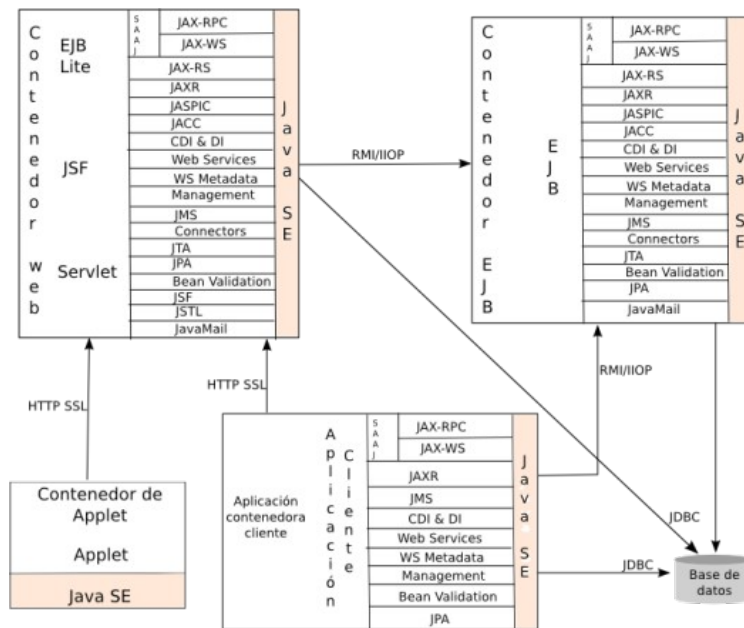 Contenedor web
EJB
Lite
JSF
Servlet
SAAJ
JAX-RPC
JAX-WS
JAX-RS
JAXR
JASPIC
JACC
CDI & DI
Web Services
WS Metadata
Management
JMS
Connectors
JTA
JPA
Bean Validation
JSF
JSTL
JavaMail
Java SE
RMI/IIOP
Contenedor EJB
EJB
SAAJ
JAX-RPC
JAX-WS
JAX-RS
JAXR
JASPIC
JACC
CDI & DI
Web Services
WS Metadata
Management
JMS
Connectors
JTA
Bean Validation
JPA
JavaMail
Java SE
HTTP SSL
HTTP SSL
RMI/IIOP
Contenedor de
Applet
Applet
Java SE
Aplicación
contenedora
cliente
Aplicación
Cliente
SAAJ
JAX-RPC
JAX-WS
JAXR
JMS
CDI & DI
Web Services
WS Metadata
Management
Bean Validation
JPA
Java SE
JDBC
JDBC
Base de
datos